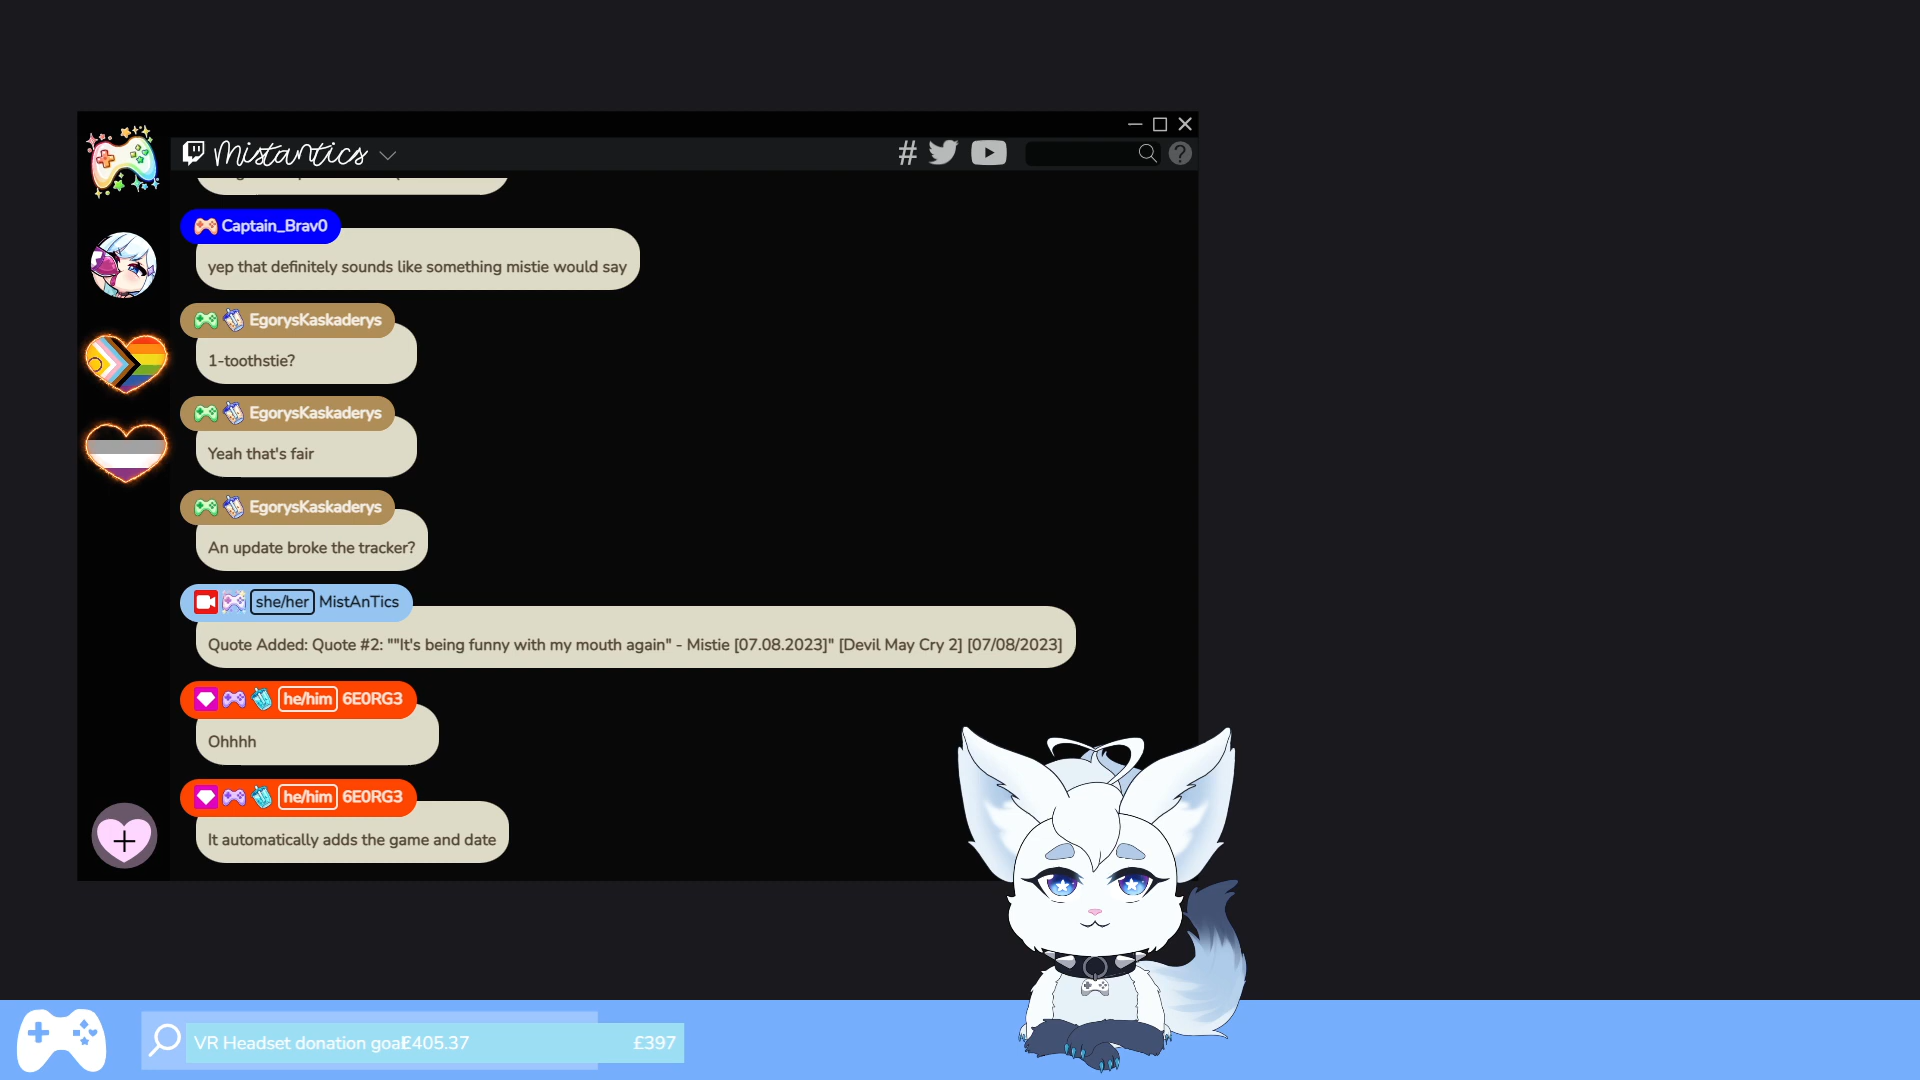 Mistantics
Captain_Brav0
yep that definitely sounds like something mistie would say
EgorysKaskaderys
1-toothstie?
EgorysKaskaderys
Yeah that's fair
EgorysKaskaderys
An update broke the tracker?
she/her MistAnTics
Quote Added: Quote #2: ""It's being funny with my mouth again" - Mistie [07.08.2023]" [Devil May Cry 2] [07/08/2023]
he/him 6E0RG3
Ohhhh
he/him 6E0RG3
It automatically adds the game and date
VR Headset donation goal £405.37 £397